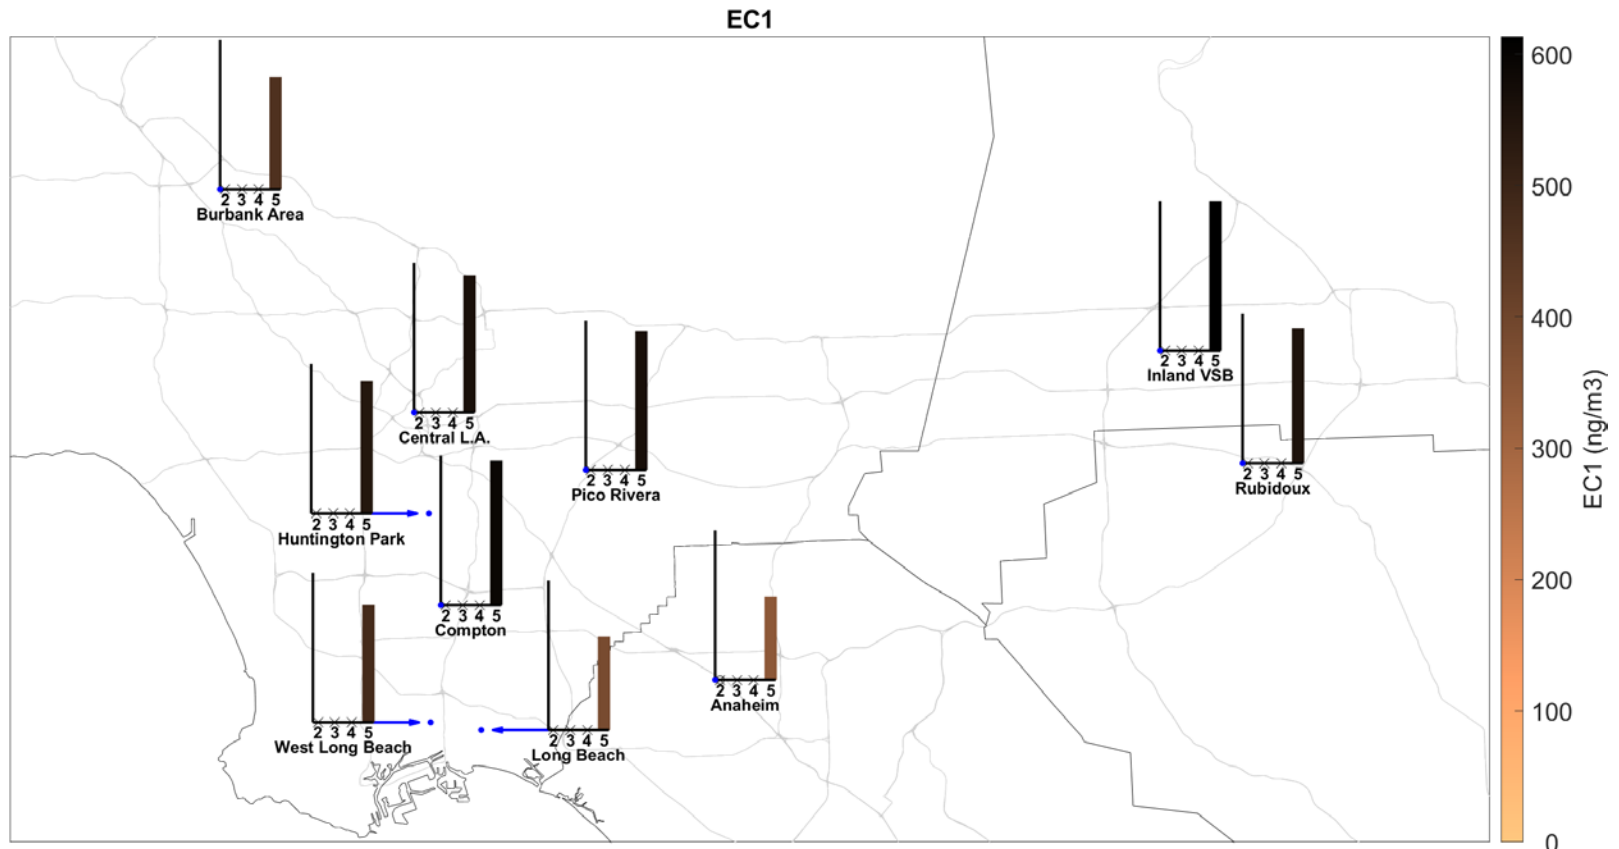 EC1
2 3 4 5
Burbank Area
2 3 4 5
Inland VSB
2 3 4 5
Central L.A.
2 3 4 5
Pico Rivera
2 3 4 5
Rubidoux
2 3 4 5
Huntington Park
2 3 4 5
Compton
2 3 4 5
Anaheim
2 3 4 5
West Long Beach
2 3 4 5
Long Beach
600
500
400
300
200
100
0
EC1 (ng/m3)